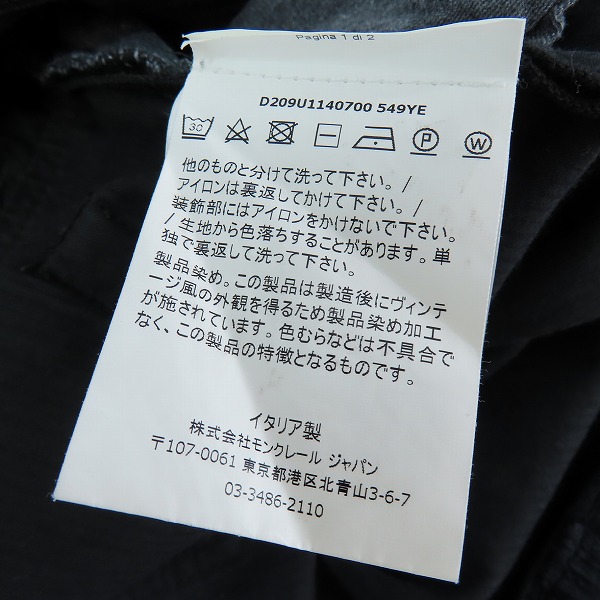 Pagina 1 di 2
D209U1140700 549YE
30
P
W
他のものと分けて洗って下さい。/
アイロンは裏返してかけて下さい。/
装飾部にはアイロンをかけないで下さい。
/ 生地から色落ちすることがあります。単
独で裏返して洗って下さい。
製品染め。この製品は製造後にヴィンテ
ージ風の外観を得るため製品染め加工
が施されています。色むらなどは不具合で
なく、この製品の特徴となるものです。
イタリア製
株式会社モンクレール ジャパン
〒107-0061 東京都港区北青山3-6-7
03-3486-2110